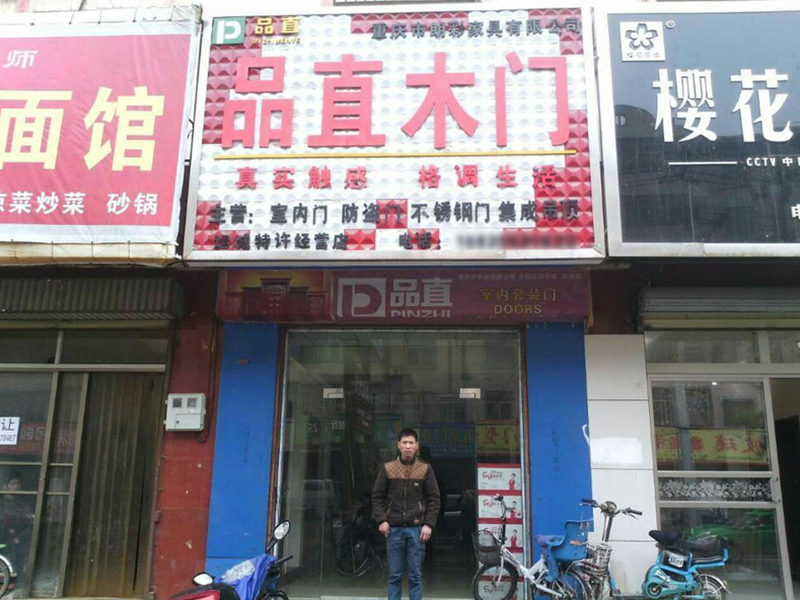 师
面馆
凉菜炒菜 砂锅
品直
PINZHI
重庆市朗彩家具有限公司
品直木门
真实触感 格调生活
主营：室内门 防盗门 不锈钢门 集成吊顶
特许经营店 电话：
樱花
CCTV 中
品直
PINZHI
室内套装门
DOORS
让